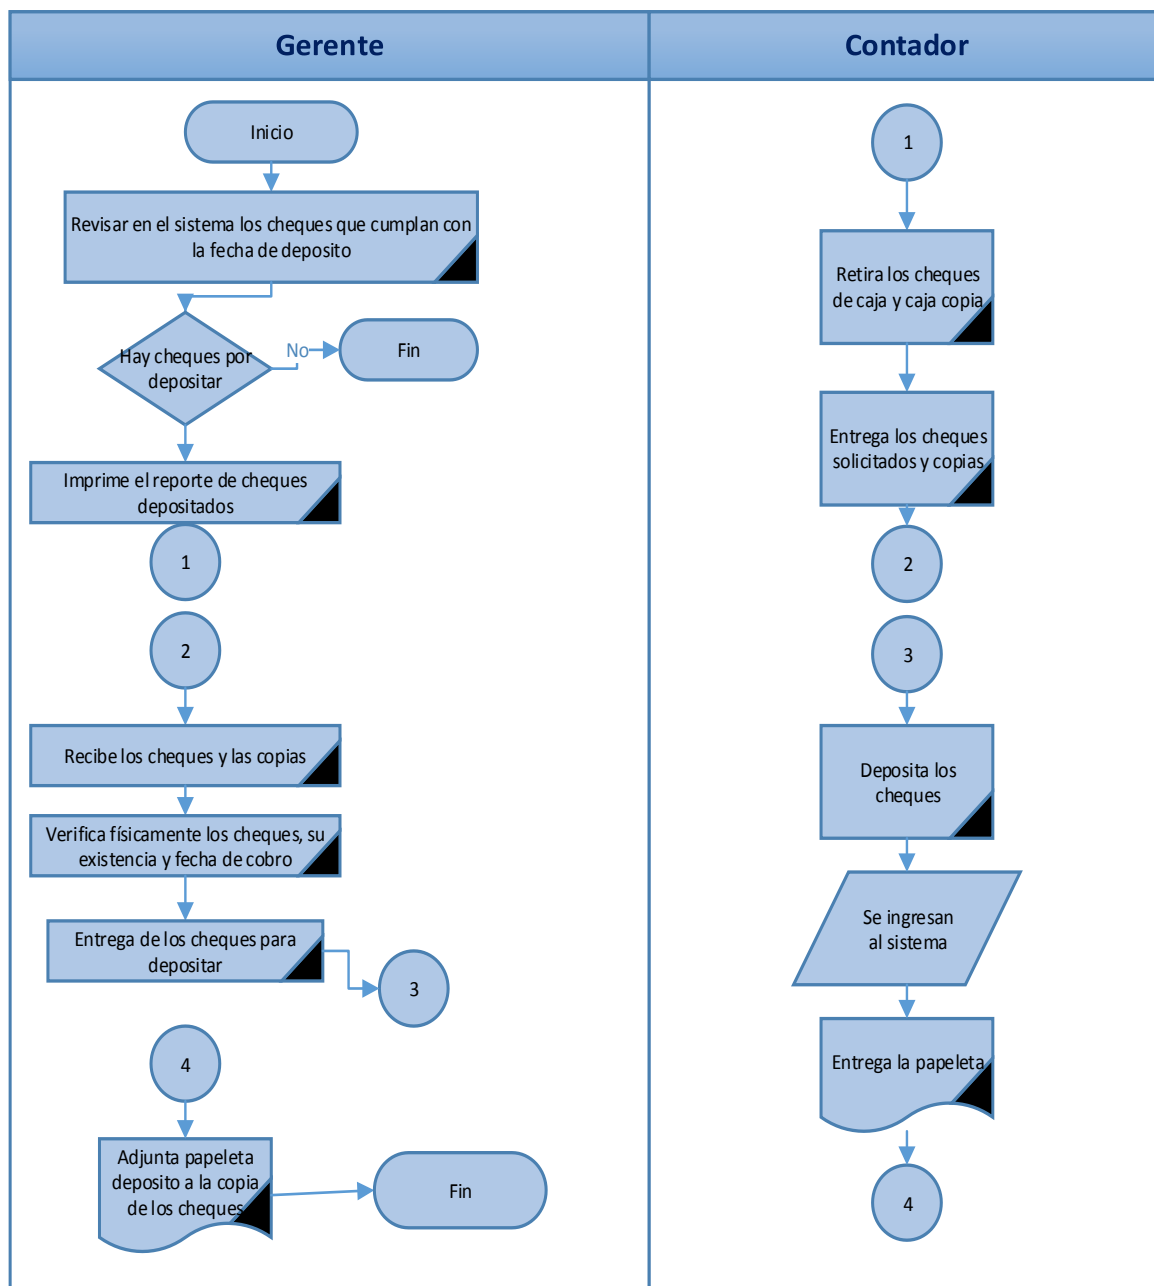 Gerente
Contador
Inicio
Revisar en el sistema los cheques que cumplan con
la fecha de deposito
Hay cheques por
depositar
No
Fin
Imprime el reporte de cheques
depositados
1
2
Recibe los cheques y las copias
Verifica físicamente los cheques, su
existencia y fecha de cobro
Entrega de los cheques para
depositar
3
4
Adjunta papeleta
deposito a la copia
de los cheques
Fin
1
Retira los cheques
de caja y caja copia
Entrega los cheques
solicitados y copias
2
3
Deposita los
cheques
Se ingresan
al sistema
Entrega la papeleta
4